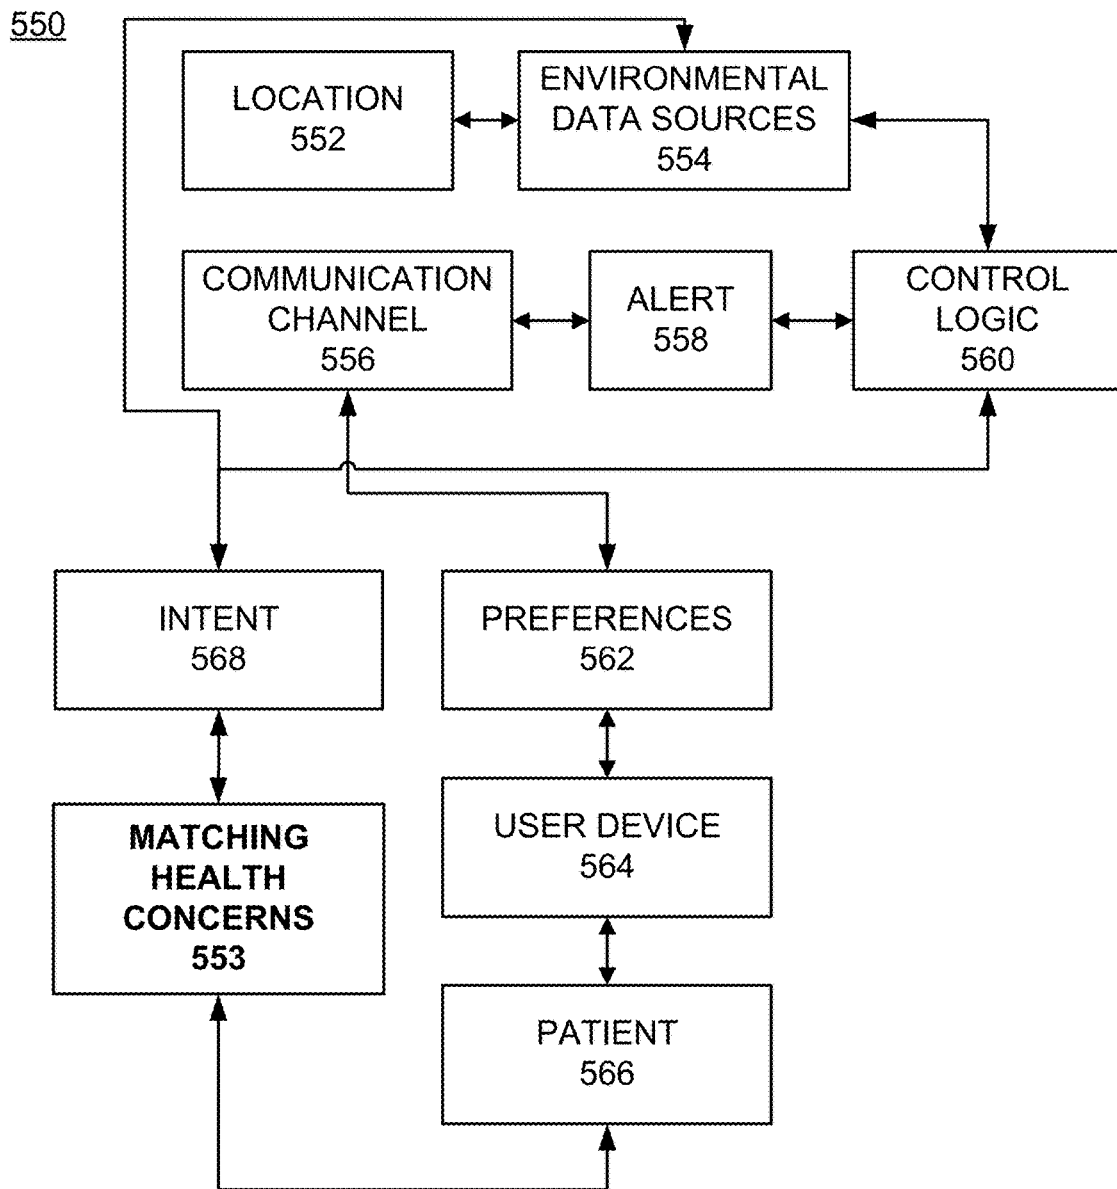 550
LOCATION
552
ENVIRONMENTAL
DATA SOURCES
554
COMMUNICATION
CHANNEL
556
ALERT
558
CONTROL
LOGIC
560
INTENT
568
PREFERENCES
562
MATCHING
HEALTH
CONCERNS
553
USER DEVICE
564
PATIENT
566